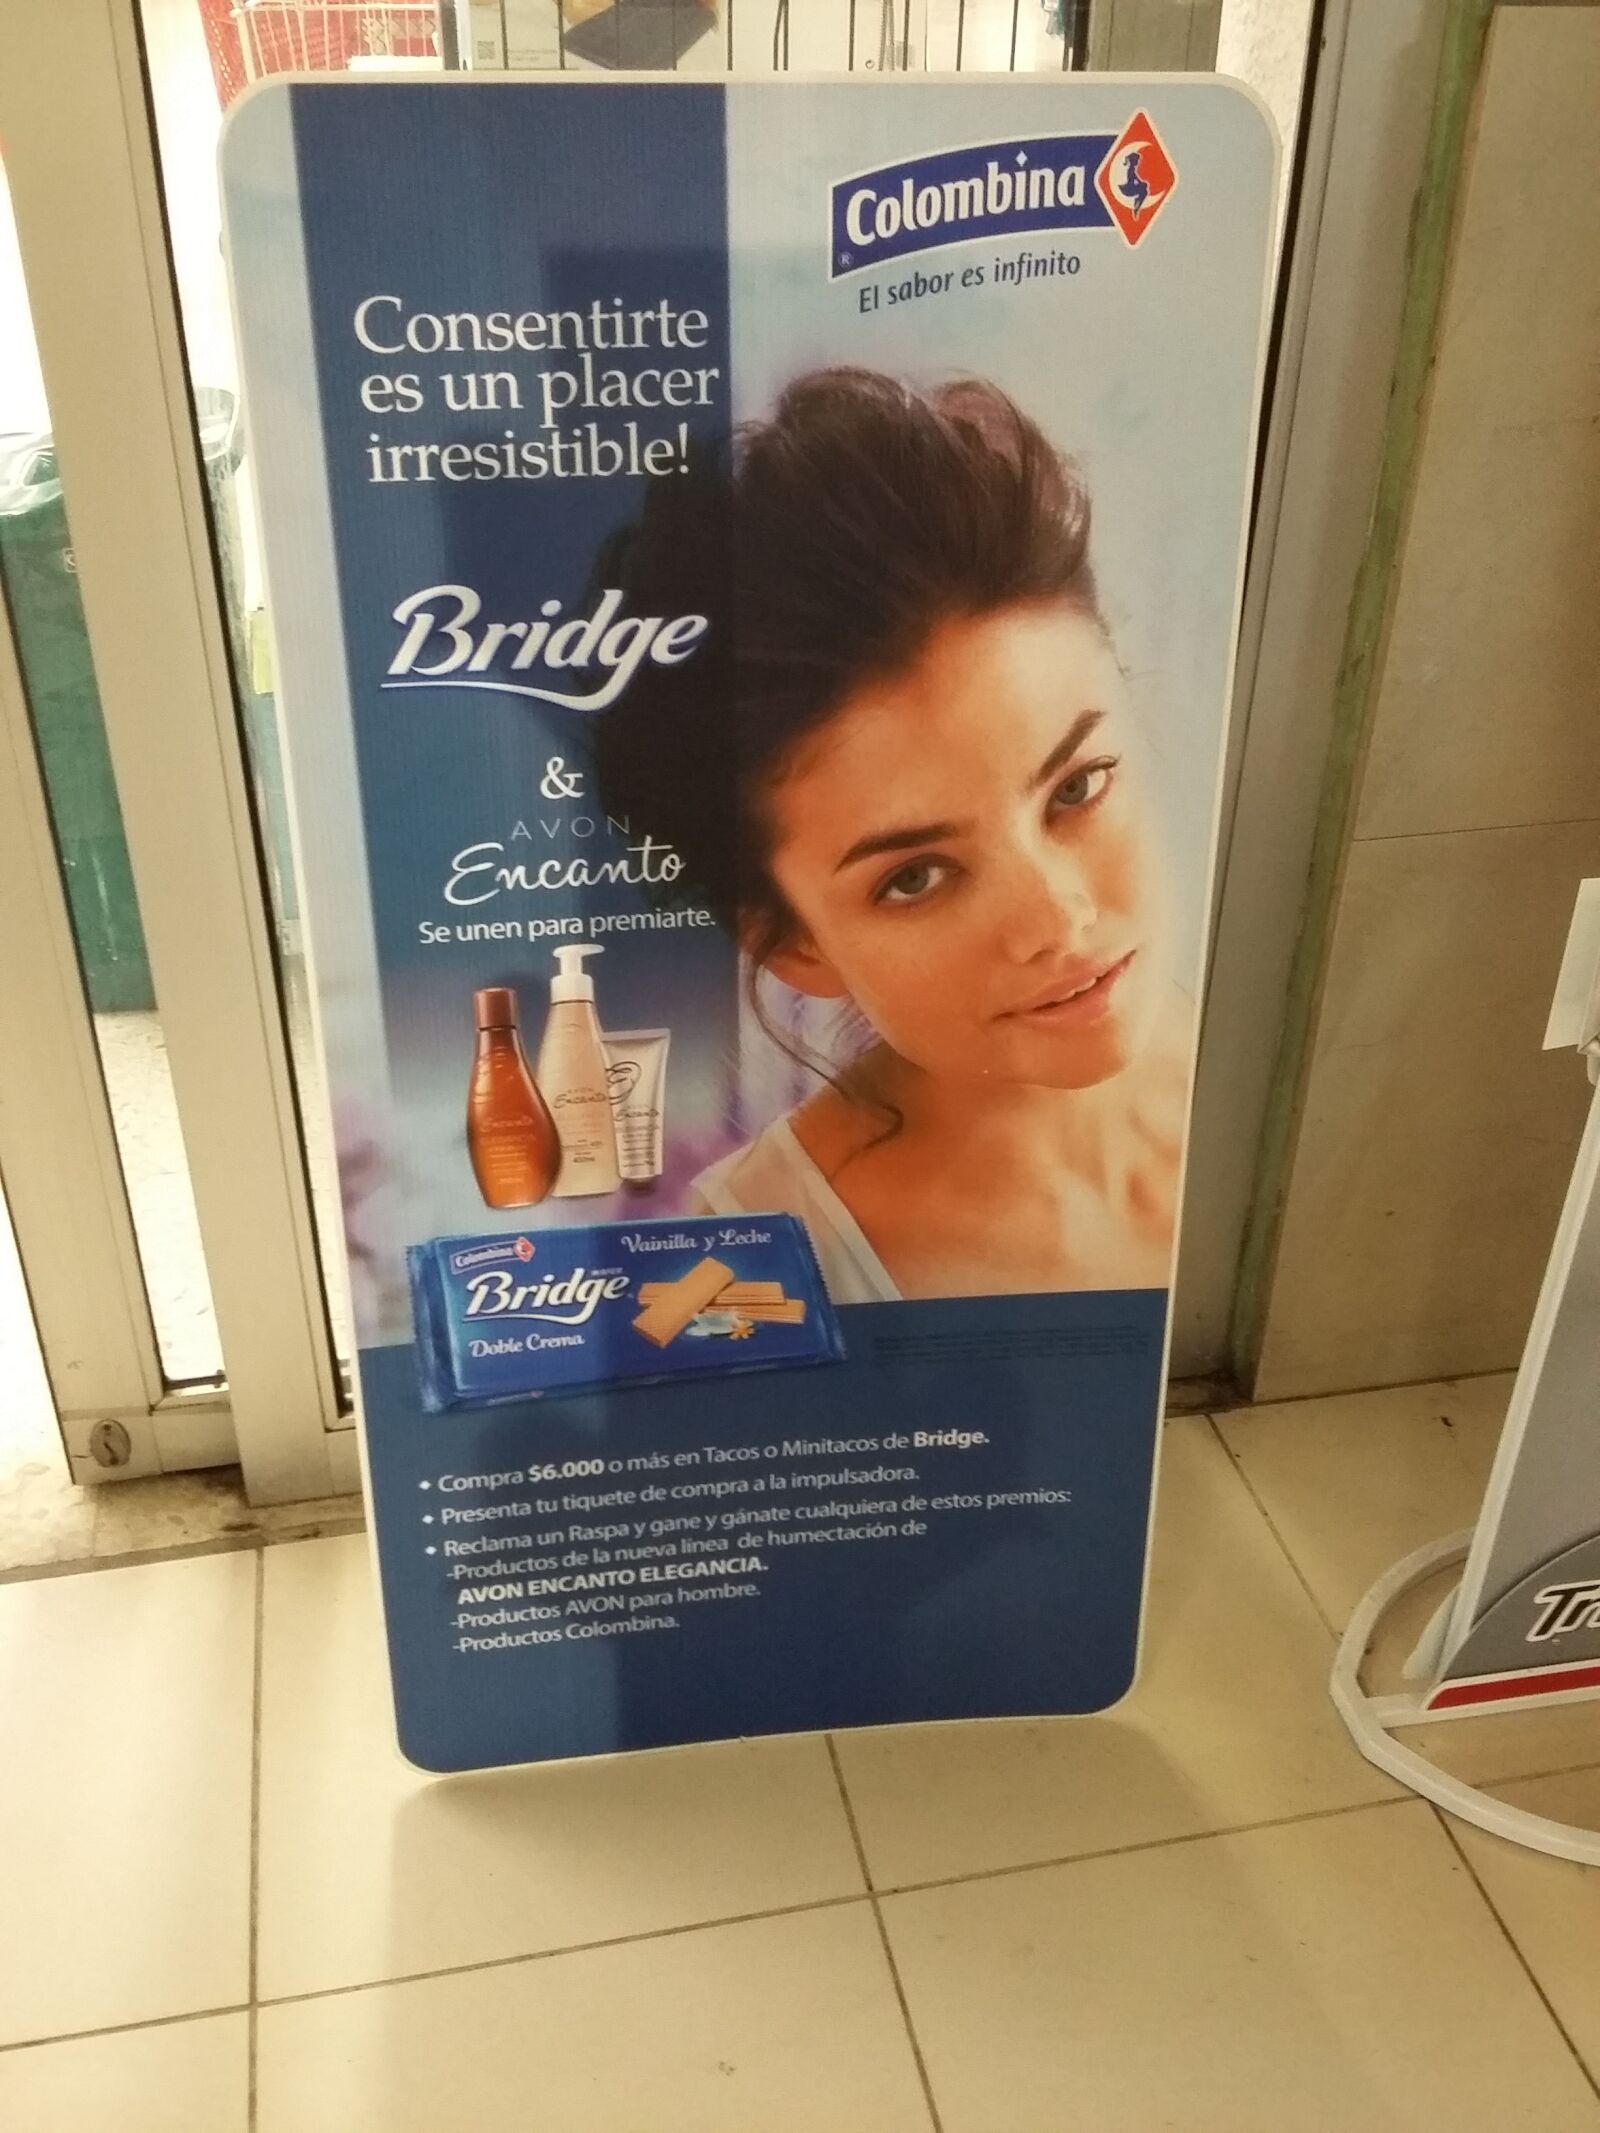 Colombina
®
El sabor es infinito
Consentirte
es un placer
irresistible!
Bridge
&
AVON
Encanto
Se unen para premiarte.
Encanto
Encanto
Encanto
Colombina
Vainilla y Leche
Bridge
Doble Crema
• Compra $6.000 o más en Tacos o Minitacos de Bridge.
• Presenta tu tiquete de compra a la impulsadora.
• Reclama un Raspa y gane y gánate cualquiera de estos premios:
-Productos de la nueva línea de humectación de
AVON ENCANTO ELEGANCIA.
-Productos AVON para hombre.
-Productos Colombina.